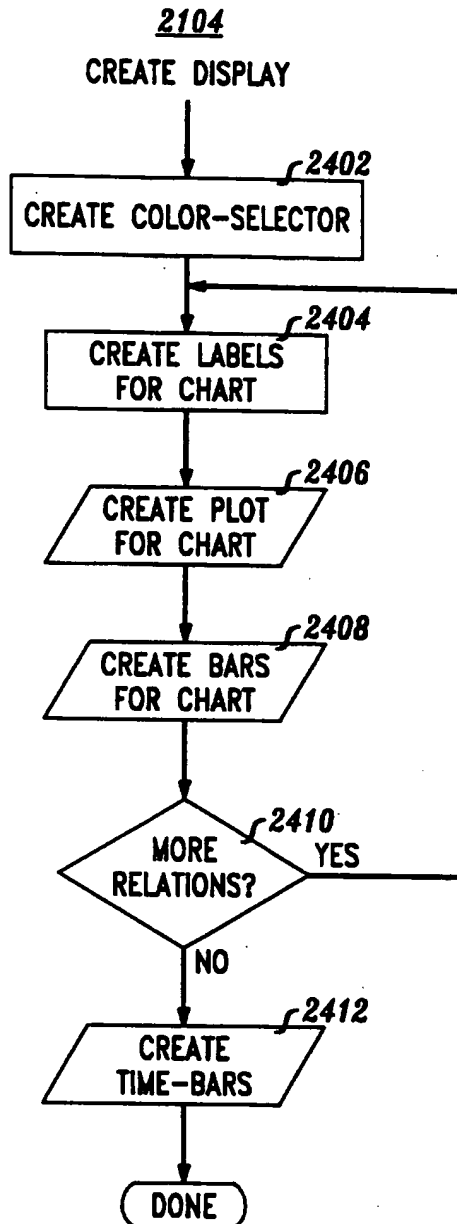 2104
CREATE DISPLAY
2402
CREATE COLOR-SELECTOR
2404
CREATE LABELS
FOR CHART
2406
CREATE PLOT
FOR CHART
2408
CREATE BARS
FOR CHART
2410
MORE
RELATIONS?
YES
NO
2412
CREATE
TIME-BARS
DONE